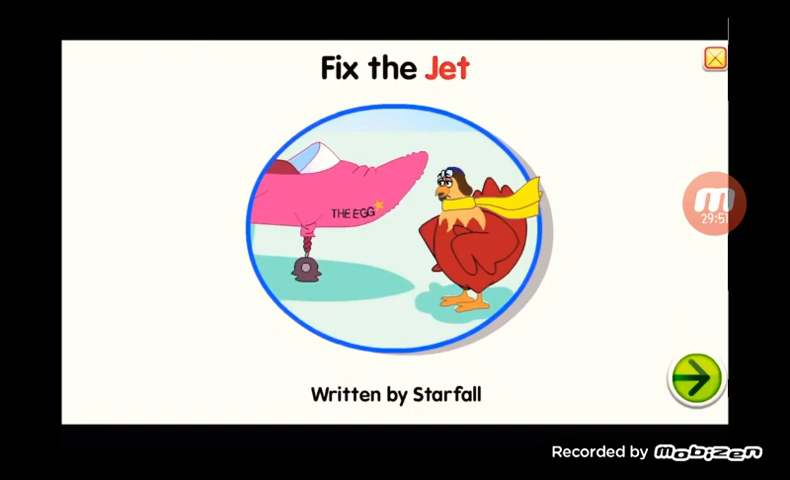 Fix the Jet
THE EGG
29:51
Written by Starfall
Recorded by mobizen